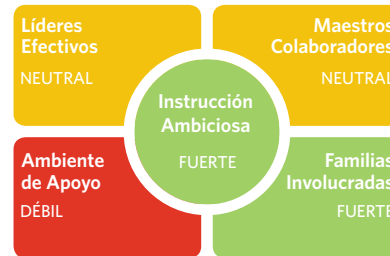 Líderes
Efectivos
NEUTRAL
Maestros
Colaboradores
NEUTRAL
Instrucción
Ambiciosa
FUERTE
Ambiente
de Apoyo
DÉBIL
Familias
Involucradas
FUERTE